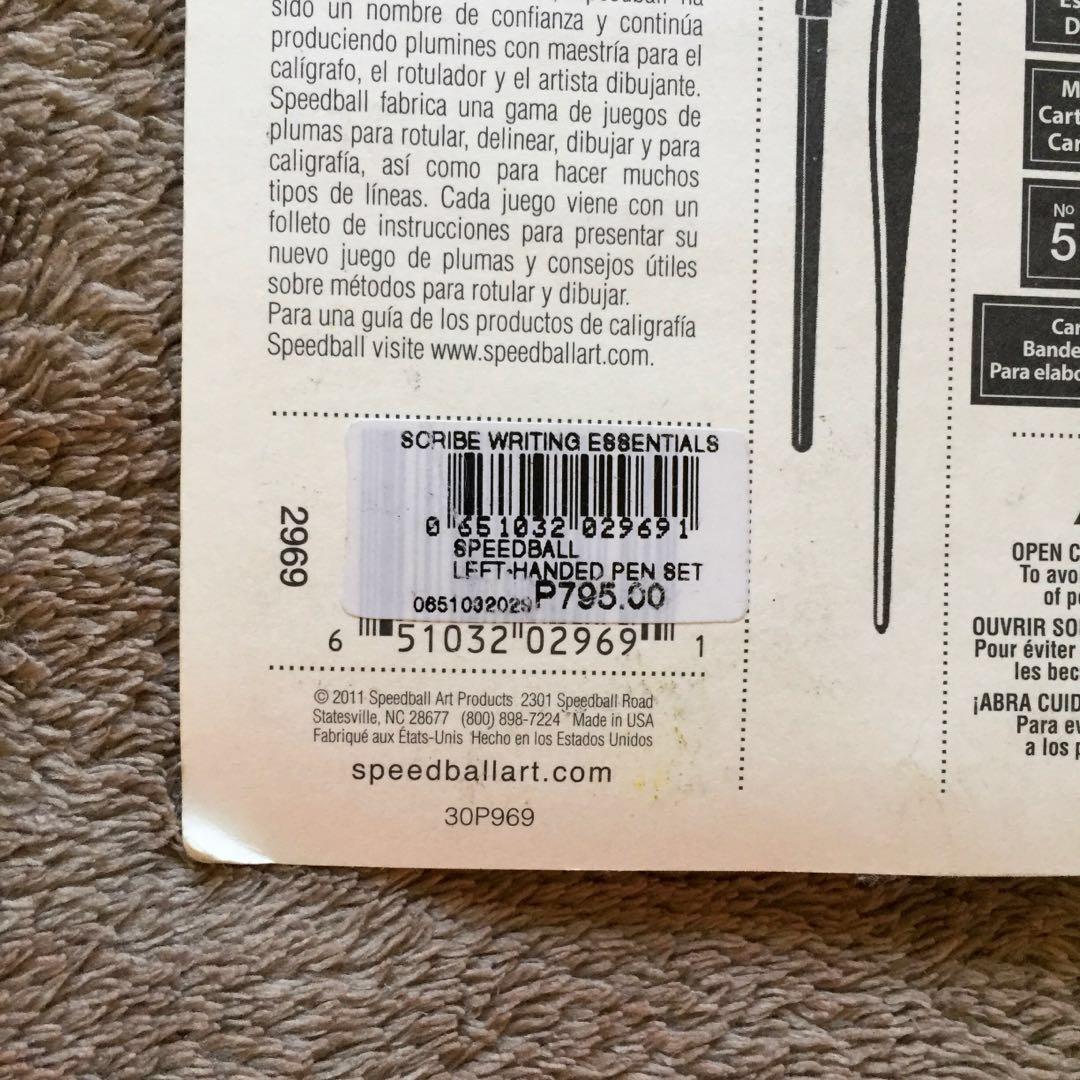 sido un nombre de confianza y continúa
produciendo plumines con maestría para el
calígrafo, el rotulador y el artista dibujante.
Speedball fabrica una gama de juegos de
plumas para rotular, delinear, dibujar y para
caligrafía, así como para hacer muchos
tipos de líneas. Cada juego viene con un
folleto de instrucciones para presentar su
nuevo juego de plumas y consejos útiles
sobre métodos para rotular y dibujar.
Para una guía de los productos de caligrafía
Speedball visite www.speedballart.com.
SCRIBE WRITING ESSENTIALS
0 651032 029691
SPEEDBALL
LEFT-HANDED PEN SET
0651032029 P795.00
2969
6 51032 02969 1
© 2011 Speedball Art Products 2301 Speedball Road
Statesville, NC 28677 (800) 898-7224 Made in USA
Fabriqué aux États-Unis Hecho en los Estados Unidos
speedballart.com
30P969
Nº
5
Para
OPEN
To
of
OUVRIR
Pour éviter
les
¡ABRA
Para
a los